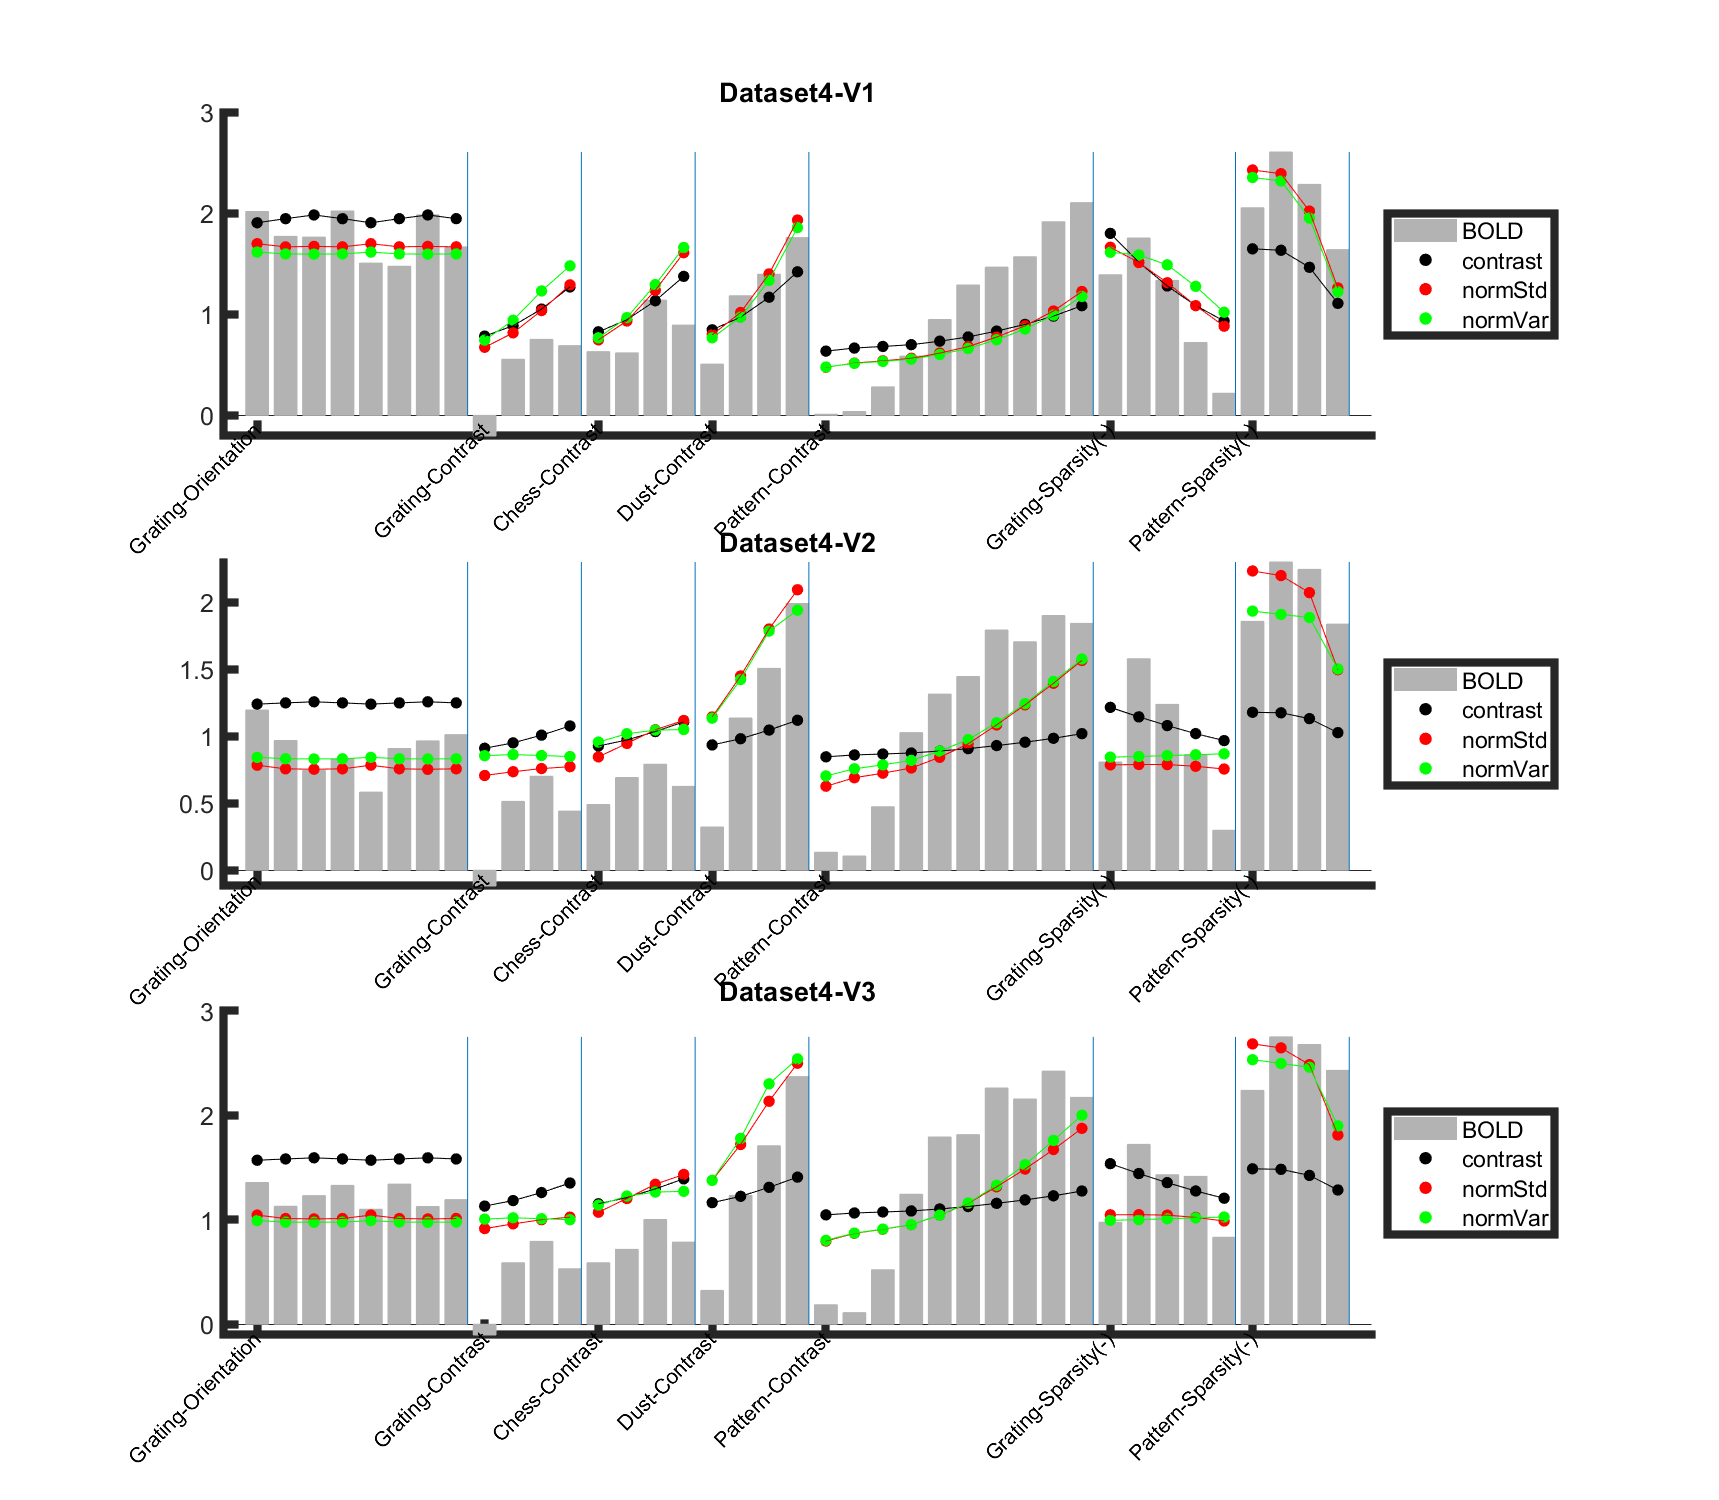 Dataset4-V1
3
2
1
0
Grating-Orientation
Grating-Contrast
Chess-Contrast
Dust-Contrast
Pattern-Contrast
Grating-Sparsity(-)
Pattern-Sparsity(-)
BOLD
contrast
normStd
normVar
Dataset4-V2
2
1.5
1
0.5
0
Grating-Orientation
Grating-Contrast
Chess-Contrast
Dust-Contrast
Pattern-Contrast
Grating-Sparsity(-)
Pattern-Sparsity(-)
BOLD
contrast
normStd
normVar
Dataset4-V3
3
2
1
0
Grating-Orientation
Grating-Contrast
Chess-Contrast
Dust-Contrast
Pattern-Contrast
Grating-Sparsity(-)
Pattern-Sparsity(-)
BOLD
contrast
normStd
normVar